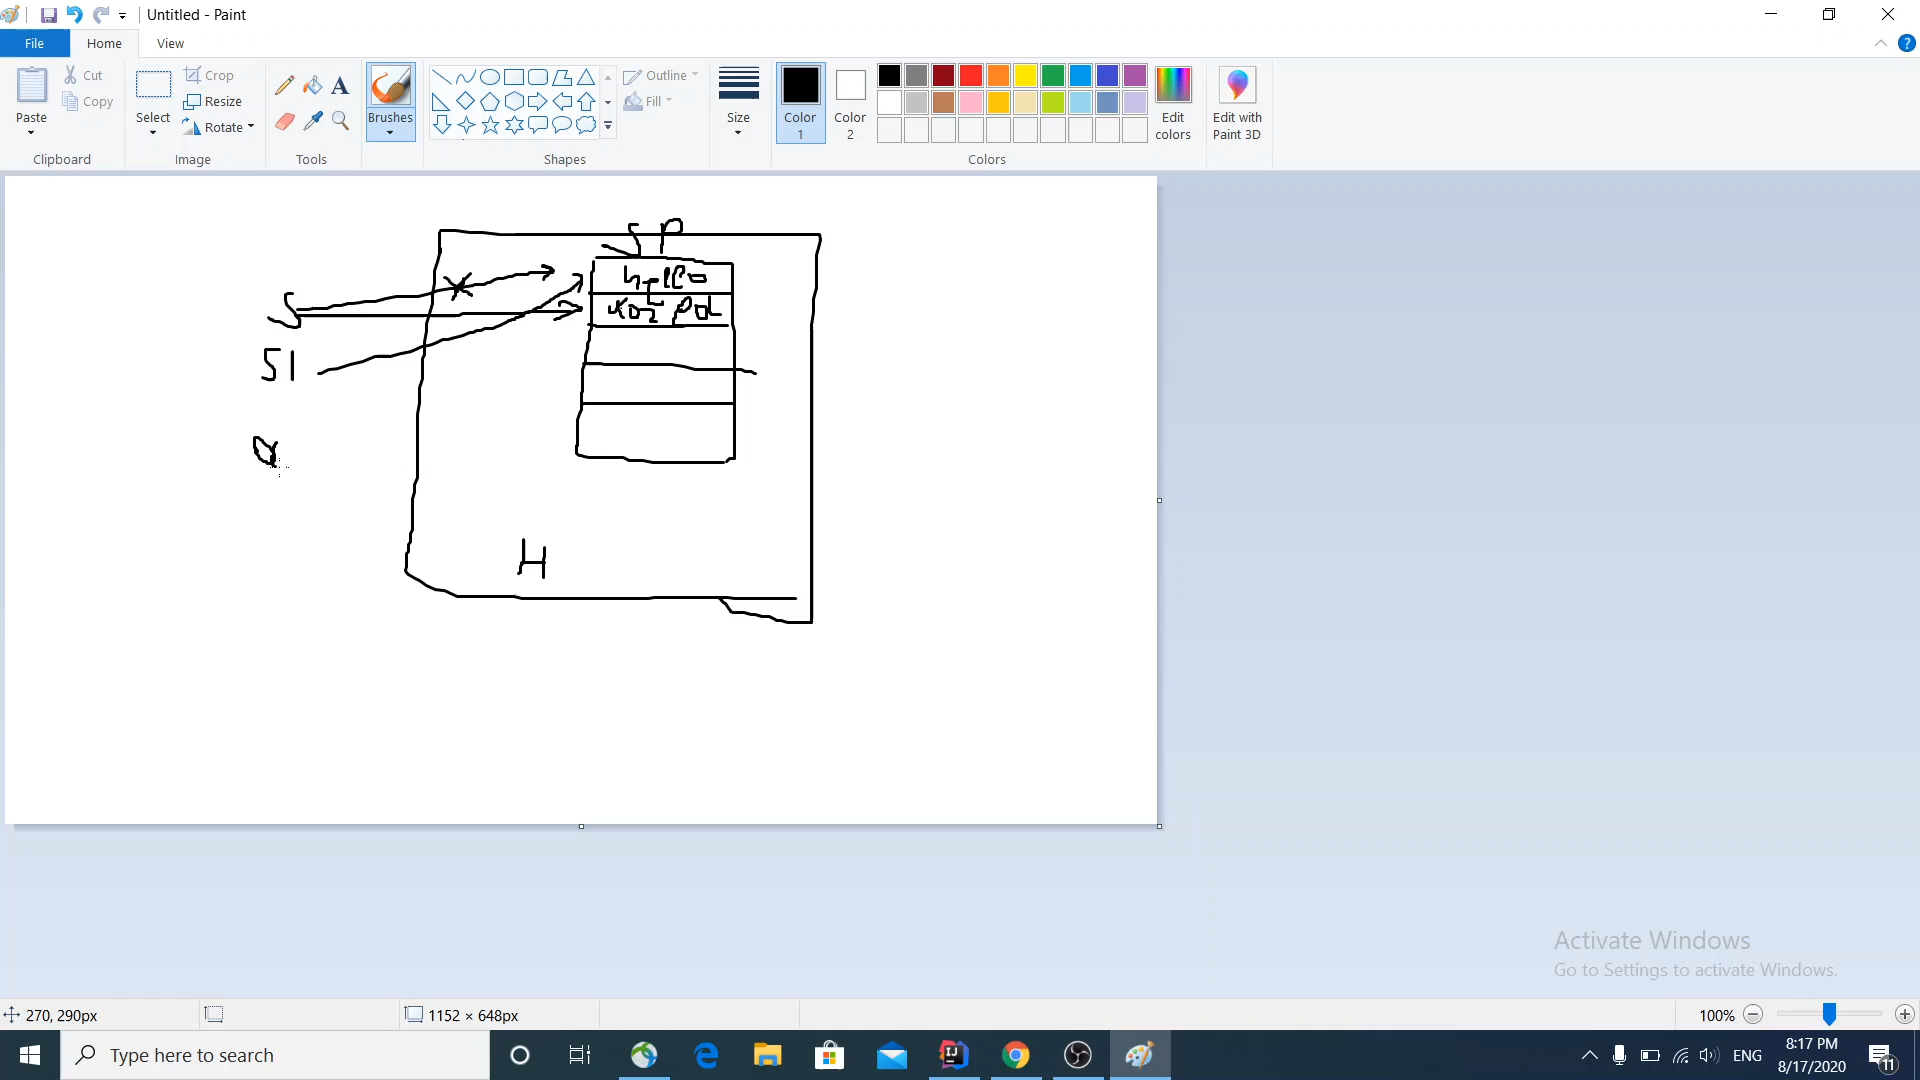 Untitled - Paint
File
Home
View
Paste
Cut
Copy
Clipboard
Select
Crop
Resize
Rotate
Image
Tools
Brushes
Shapes
Outline
Fill
Size
Color
1
Color
2
Colors
Edit
colors
Edit with
Paint 3D
SP
S
S1
H
Activate Windows
Go to Settings to activate Windows.
270, 290px
1152 × 648px
100%
Type here to search
ENG
8:17 PM
8/17/2020
11